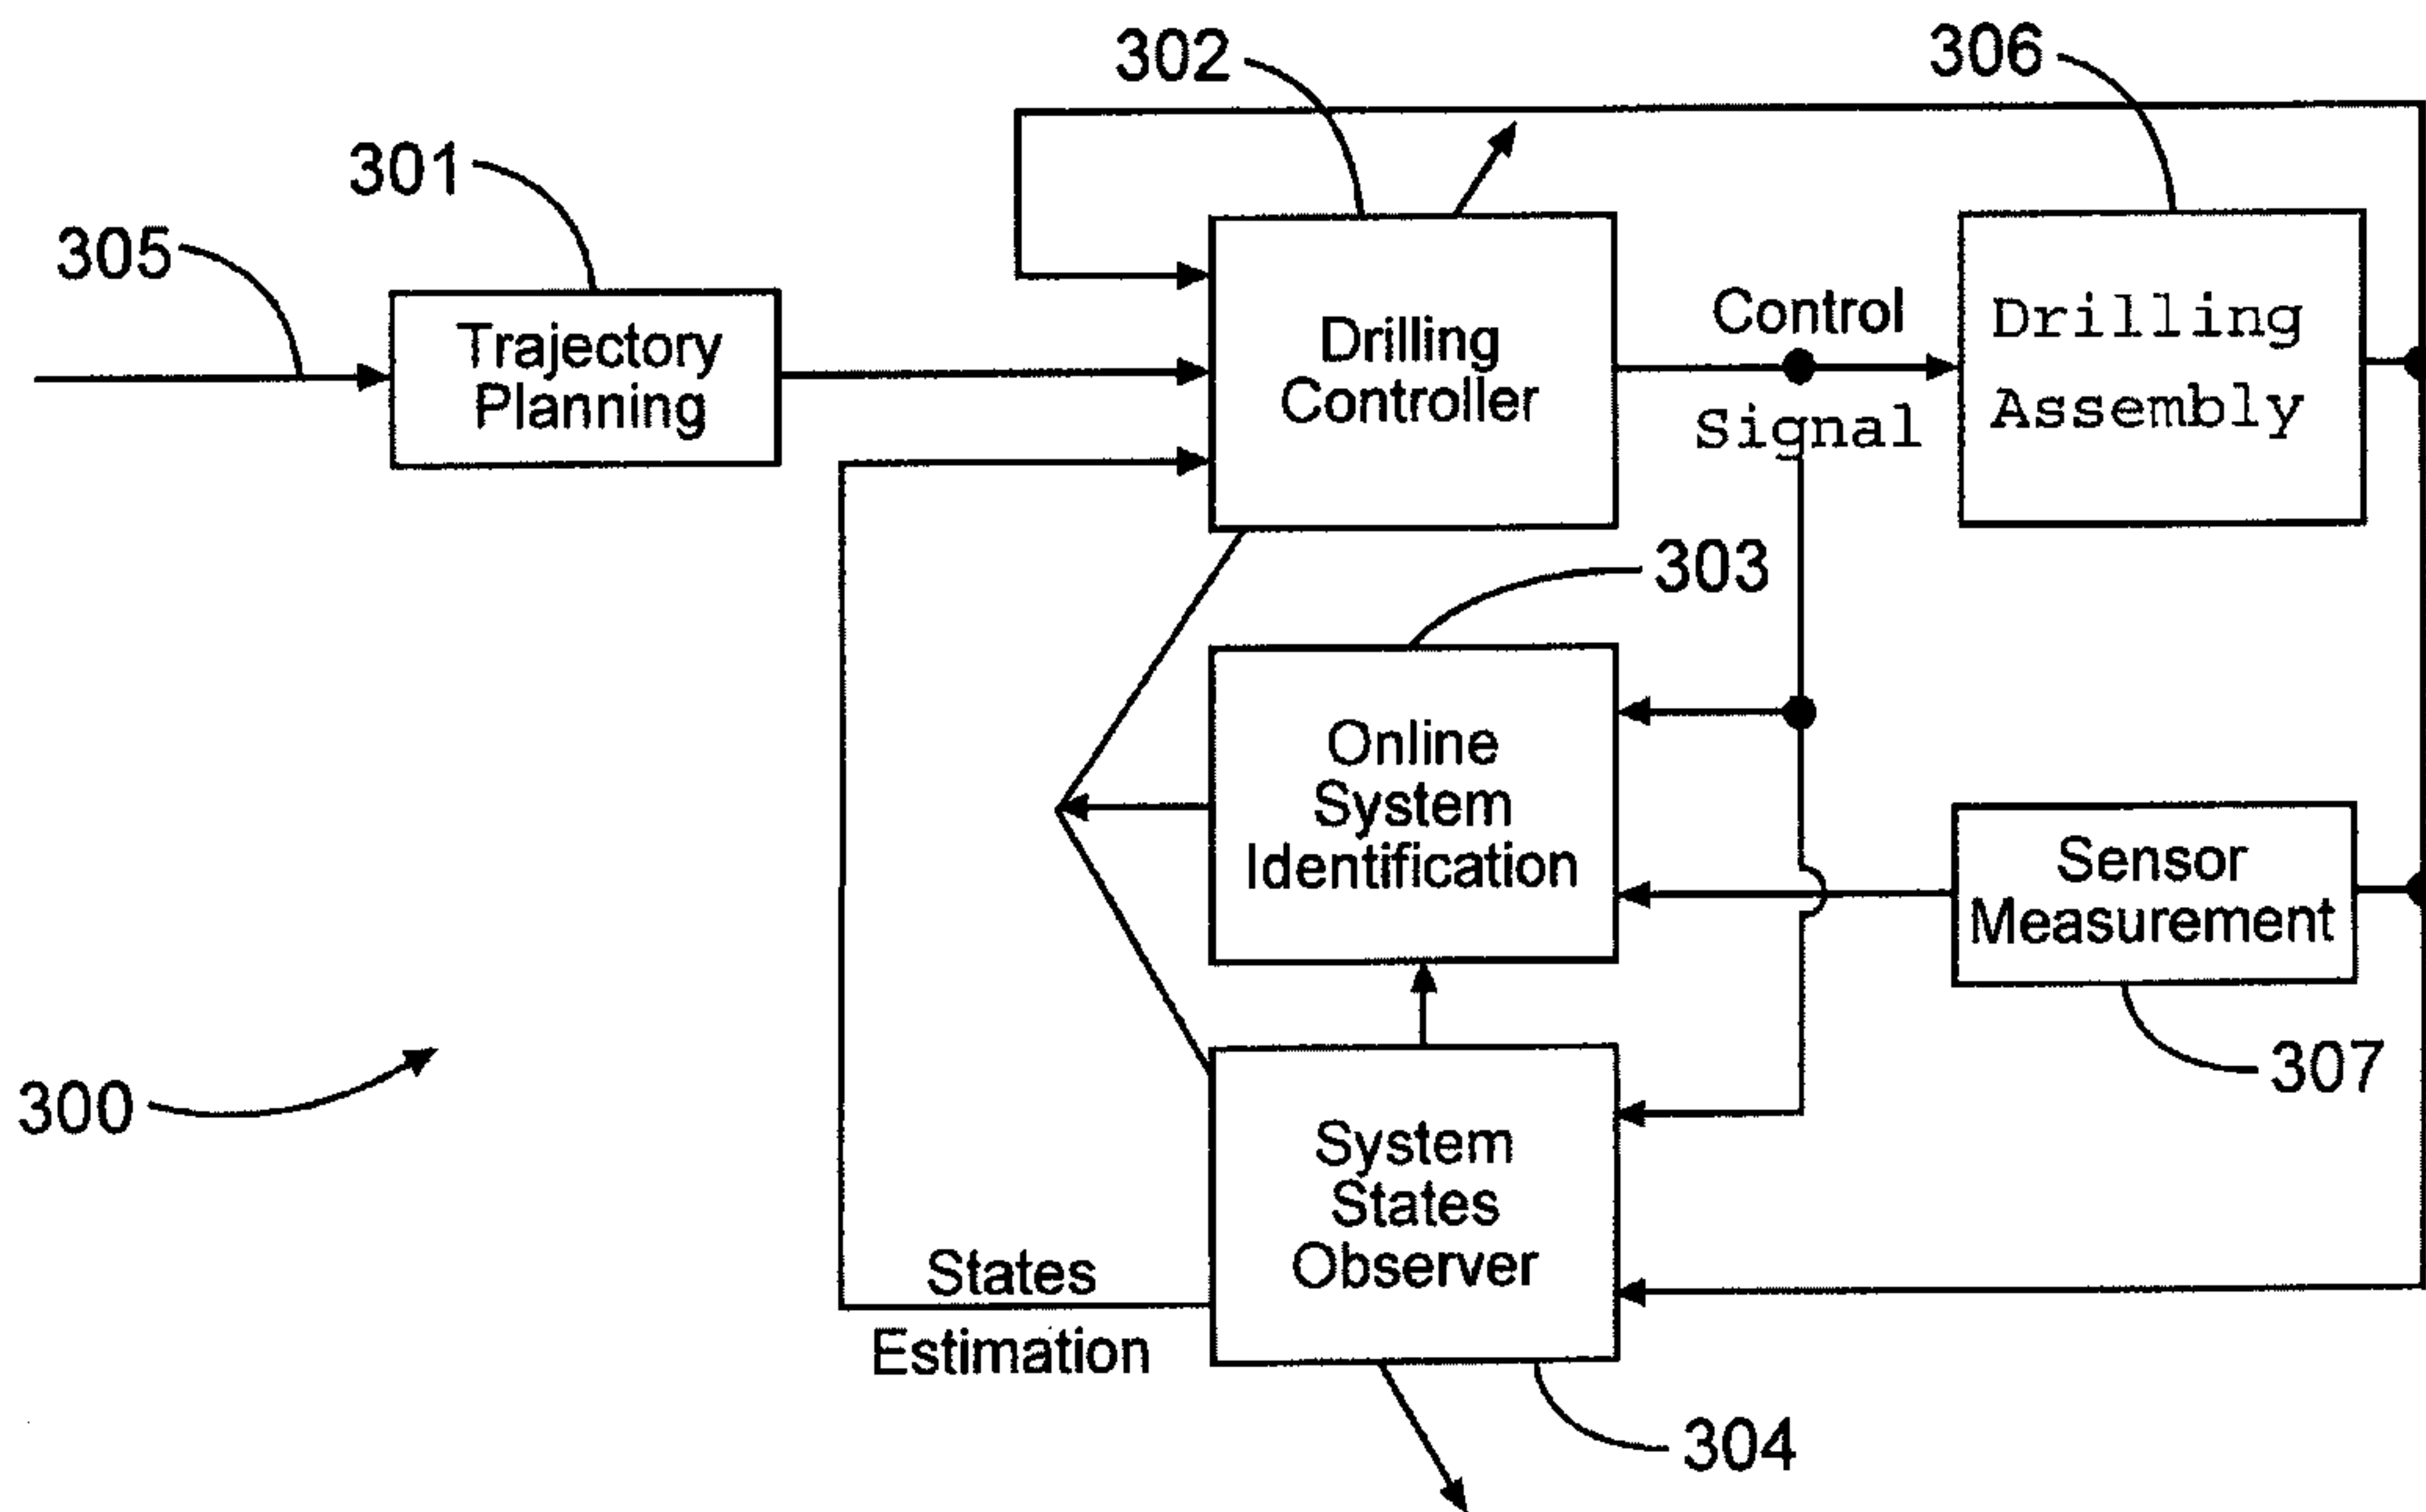 302
306
301
305
Trajectory
Planning
Drilling
Controller
Control
Signal
Drilling
Assembly
303
Online
System
Identification
Sensor
Measurement
307
300
System
States
Observer
States
Estimation
304